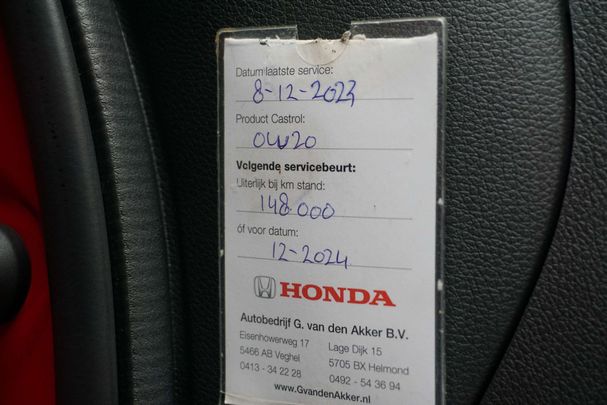 Datum laatste service:
8-12-2023
Product Castrol:
0W20
Volgende servicebeurt:
Uiterlijk bij km stand:
148.000
óf voor datum:
12-2024
HONDA
Autobedrijf G. van den Akker B.V.
Eisenhowerweg 17
5466 AB Veghel
0413 - 34 22 28
Lage Dijk 15
5705 BX Helmond
0492 - 54 36 94
www.GvandenAkker.nl